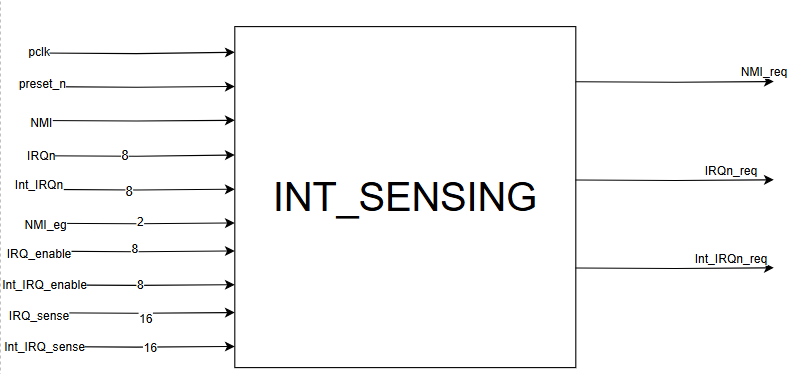 pclk
preset_n
NMI
IRQn
8
Int_IRQn
8
NMI_eg
2
IRQ_enable
8
Int_IRQ_enable
8
IRQ_sense
16
Int_IRQ_sense
16
INT_SENSING
NMI_req
IRQn_req
Int_IRQn_req